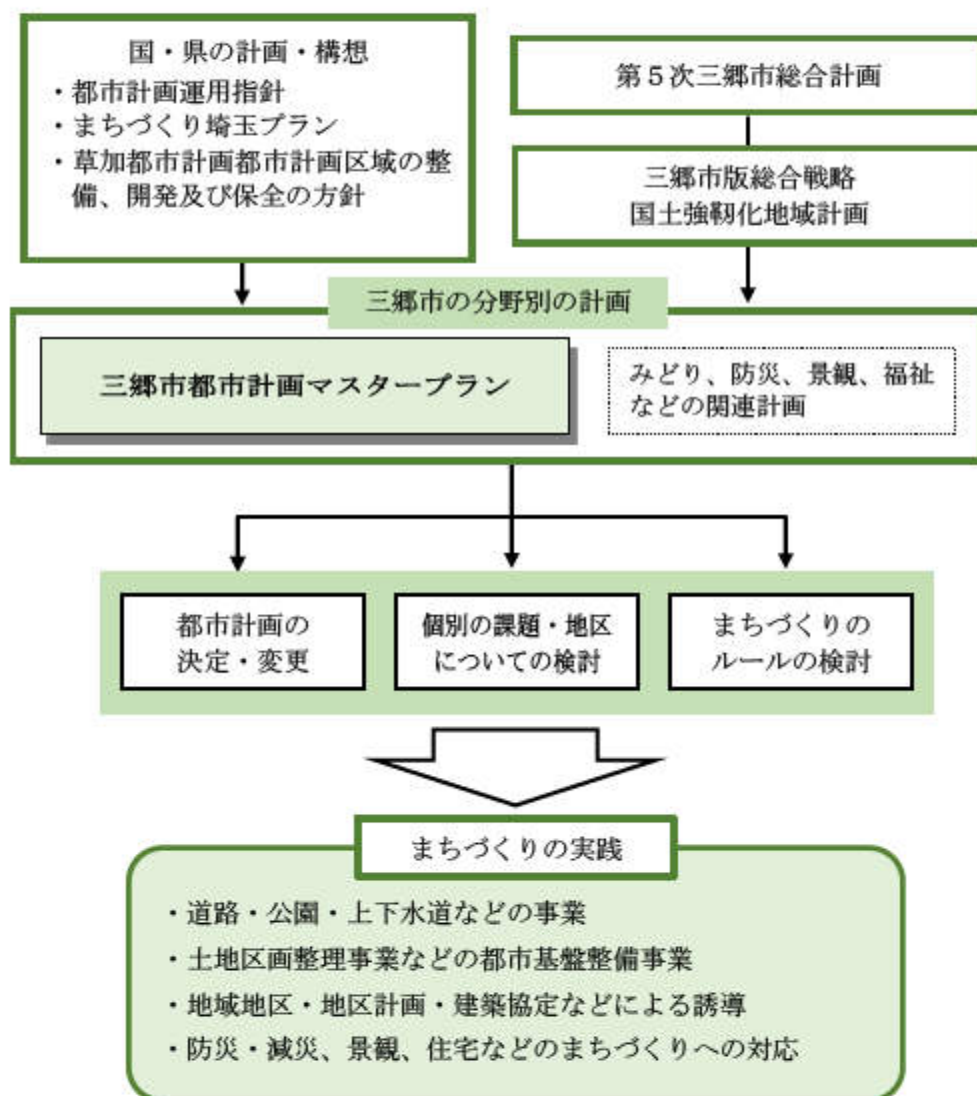 国・県の計画・構想
・都市計画運用指針
・まちづくり埼玉プラン
・草加都市計画都市計画区域の整
備、開発及び保全の方針
第５次三郷市総合計画
三郷市版総合戦略
国土強靱化地域計画
三郷市の分野別の計画
三郷市都市計画マスタープラン
みどり、防災、景観、福祉
などの関連計画
都市計画の
決定・変更
個別の課題・地区
についての検討
まちづくりの
ルールの検討
まちづくりの実践
・道路・公園・上下水道などの事業
・土地区画整理事業などの都市基盤整備事業
・地域地区・地区計画・建築協定などによる誘導
・防災・減災、景観、住宅などのまちづくりへの対応